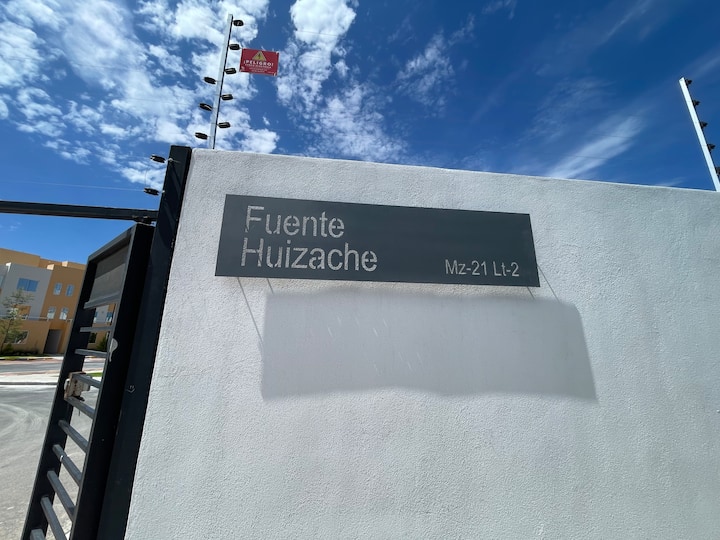 ¡PELIGRO!
Fuente
Huizache
Mz-21 Lt-2